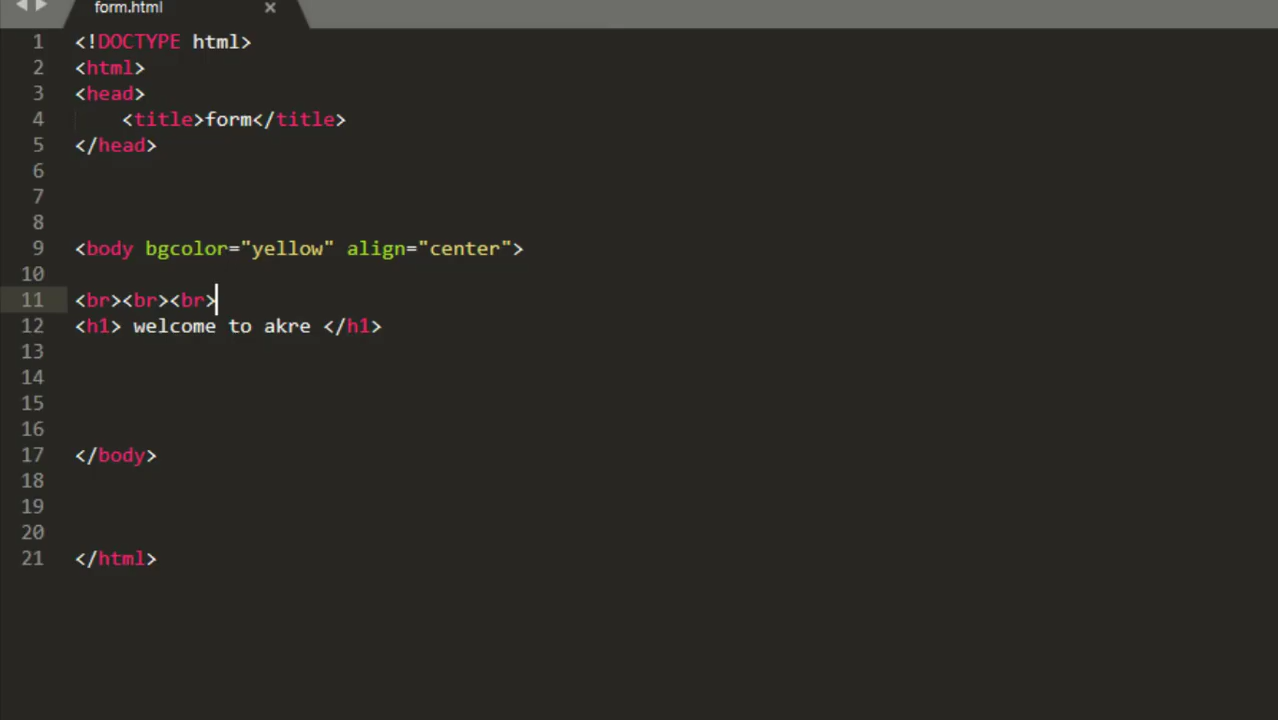 form.html ×
1 <!DOCTYPE html>
2 <html>
3 <head>
4     <title>form</title>
5 </head>
6
7
8
9 <body bgcolor="yellow" align="center">
10
11 <br><br><br>
12 <h1> welcome to akre </h1>
13
14
15
16
17 </body>
18
19
20
21 </html>